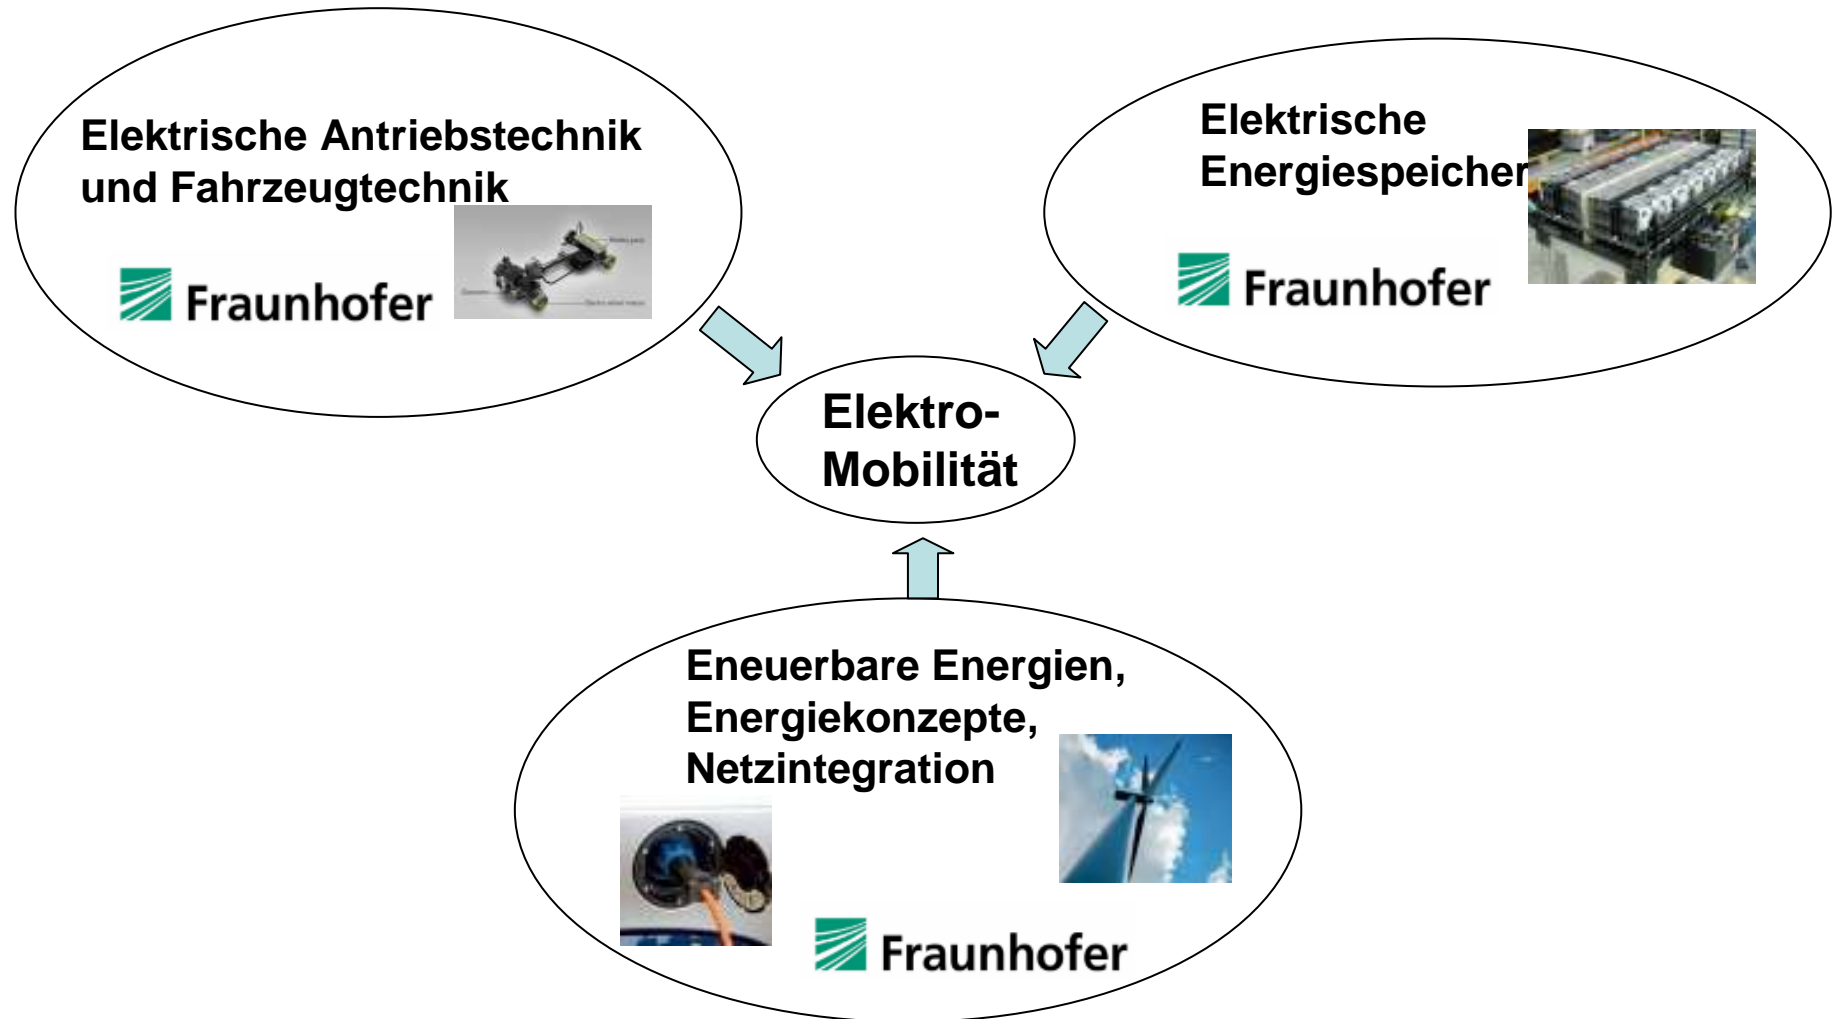 Elektrische Antriebstechnik
und Fahrzeugtechnik
Fraunhofer
Elektrische
Energiespeicher
Fraunhofer
Elektro-
Mobilität
Eneuerbare Energien,
Energiekonzepte,
Netzintegration
Fraunhofer